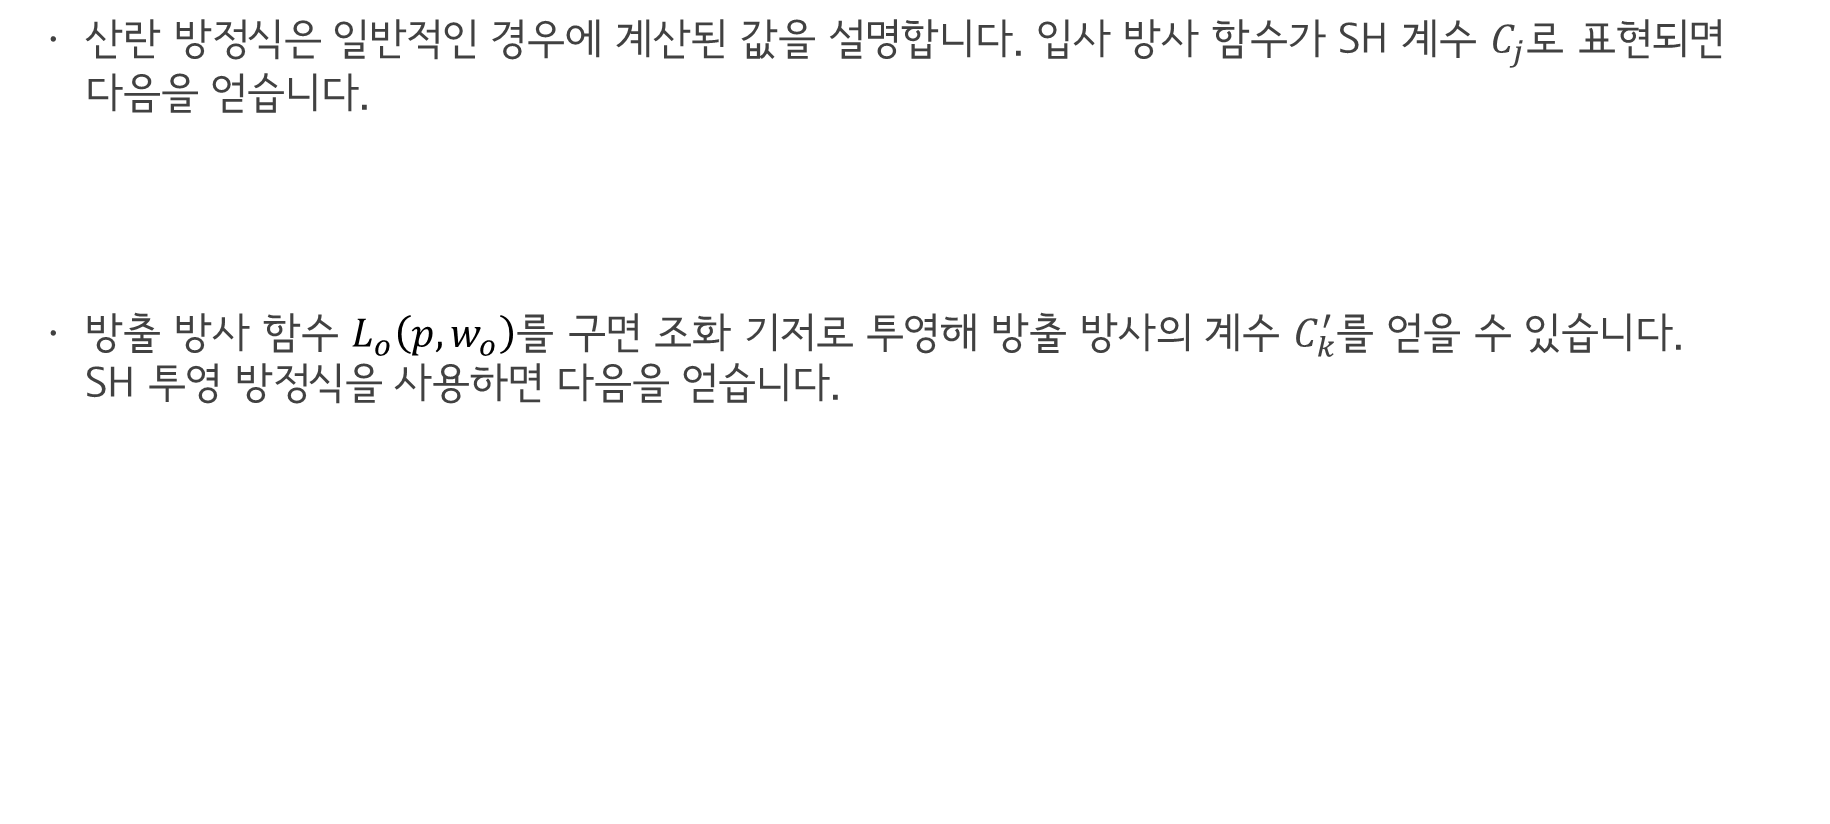 · 산란 방정식은 일반적인 경우에 계산된 값을 설명합니다. 입사 방사 함수가 SH 계수 𝐶ⱼ로 표현되면
다음을 얻습니다.
· 방출 방사 함수 𝐿ₒ(𝑝, 𝑤ₒ)를 구면 조화 기저로 투영해 방출 방사의 계수 𝐶′ₖ를 얻을 수 있습니다.
SH 투영 방정식을 사용하면 다음을 얻습니다.